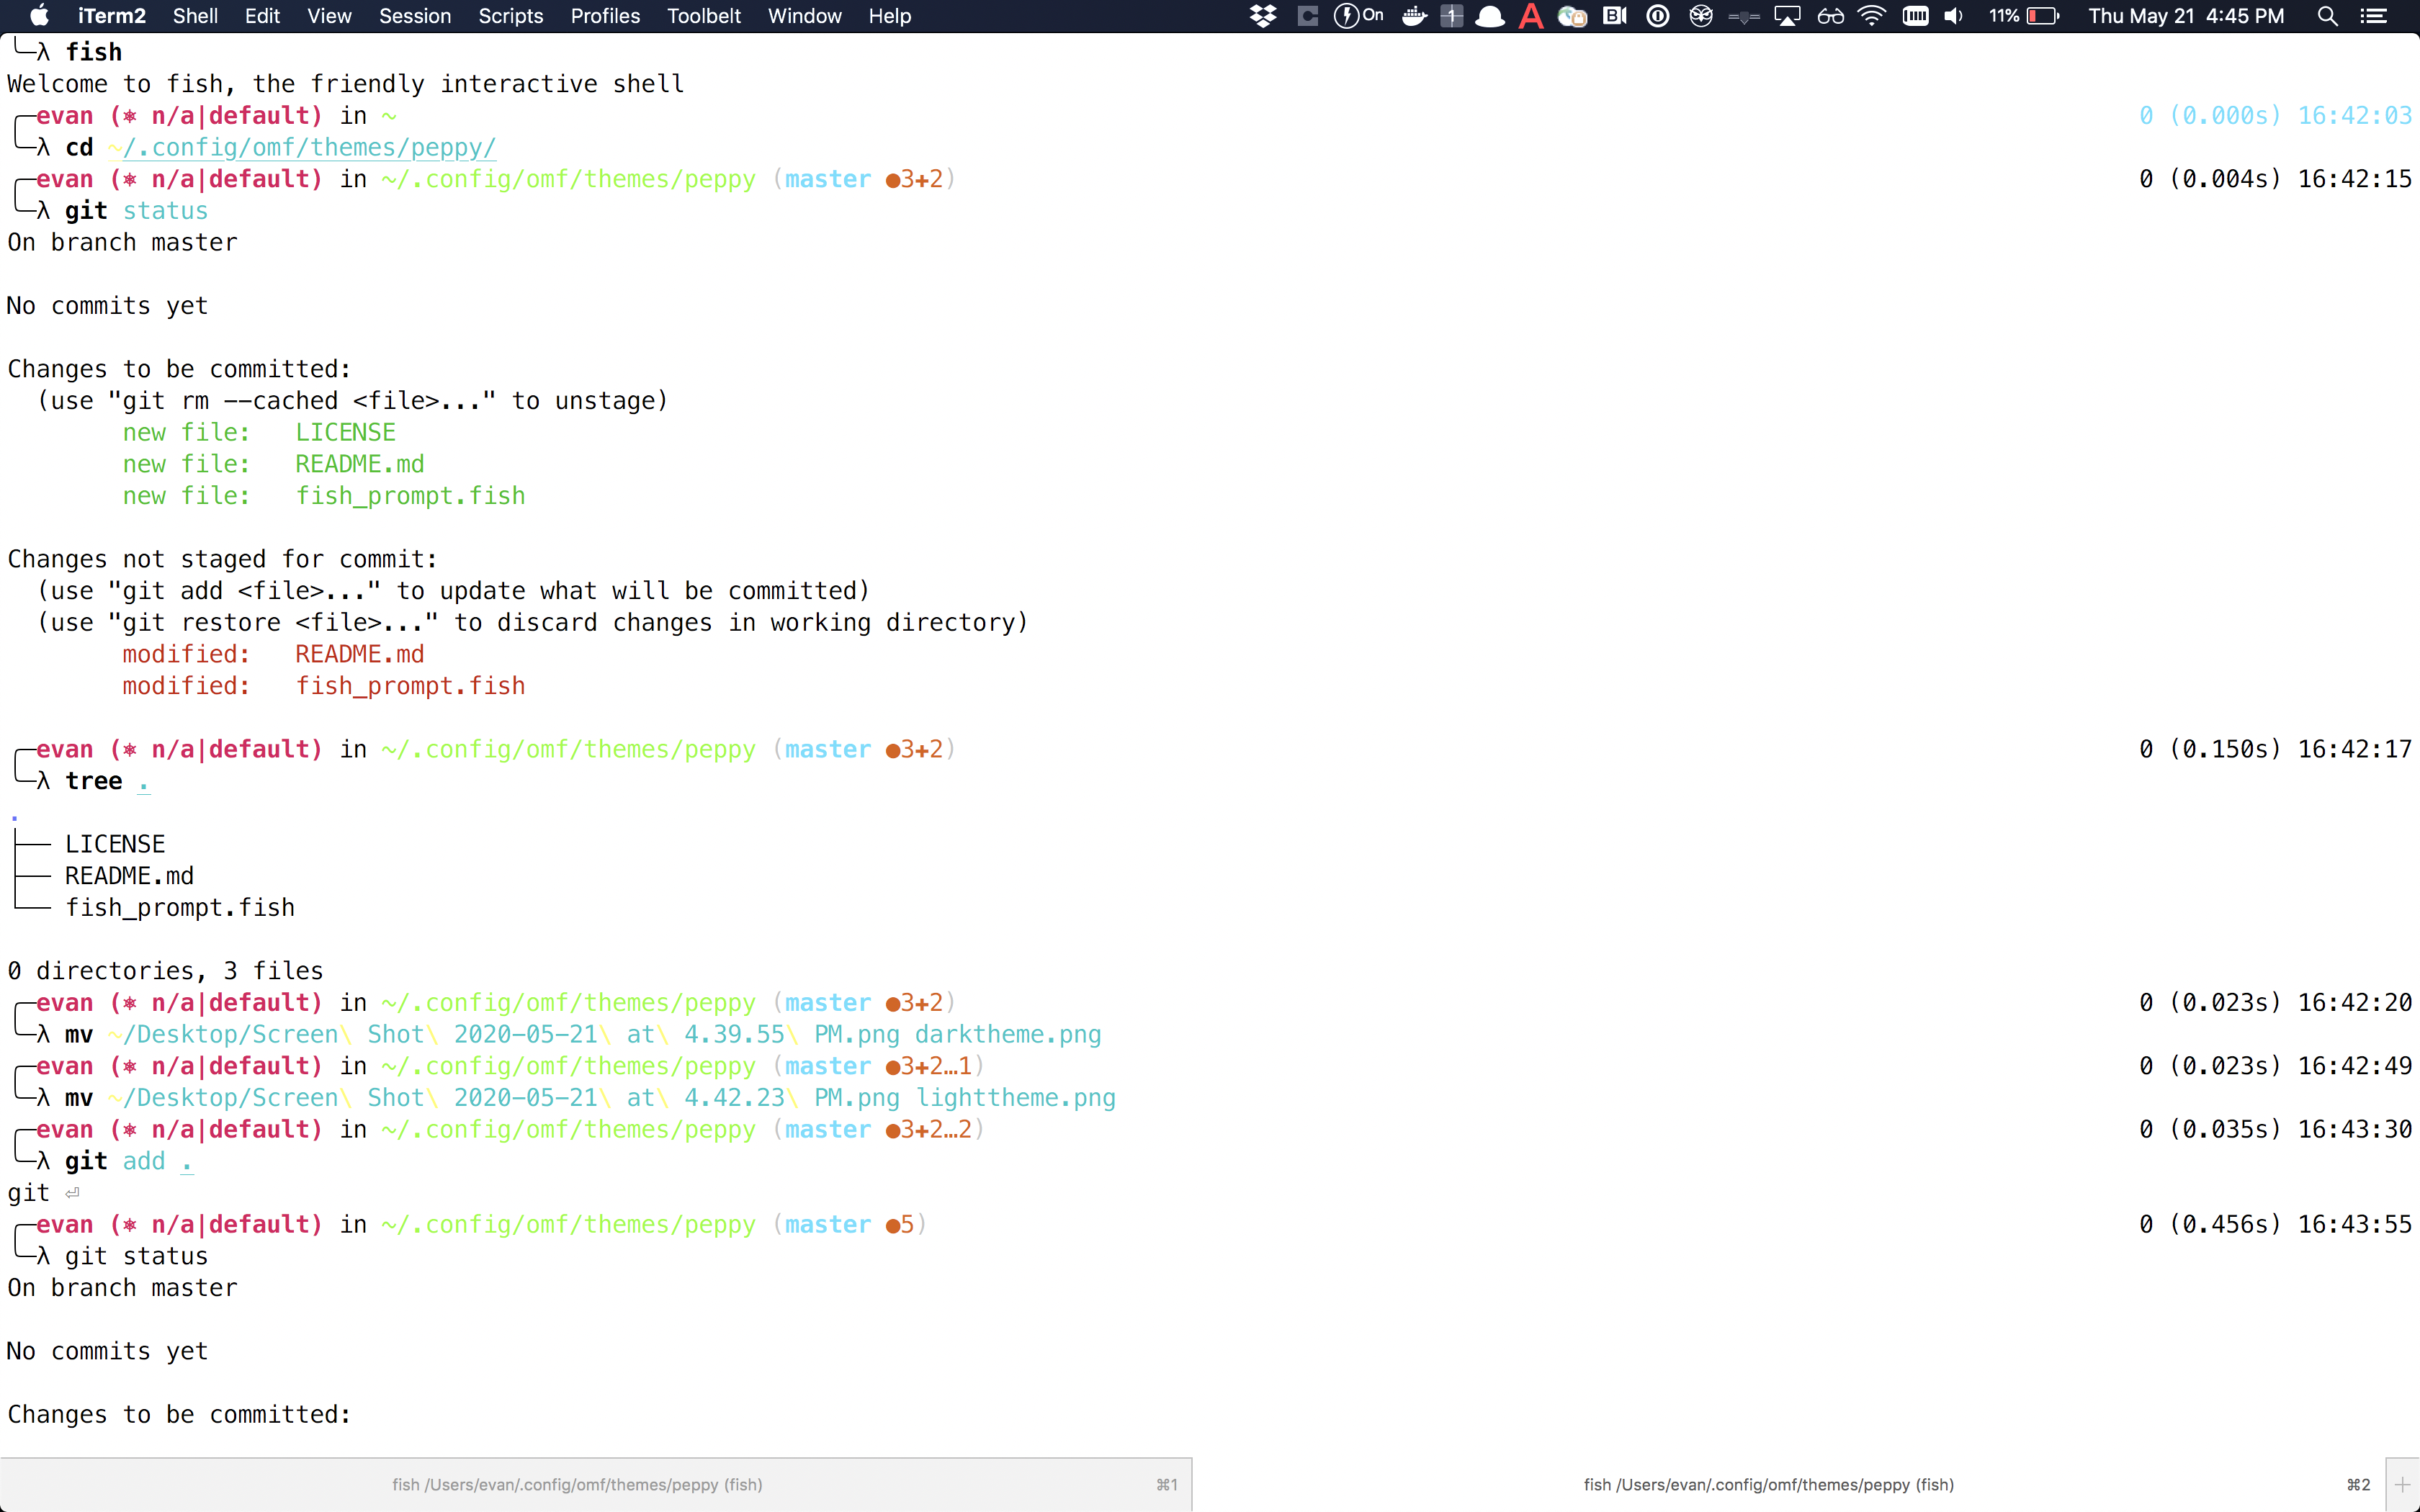 iTerm2 Shell Edit View Session Scripts Profiles Toolbelt Window Help On 1 11% Thu May 21 4:45 PM
╰─λ fish
Welcome to fish, the friendly interactive shell
╭─evan (⎈ n/a|default) in ~ 0 (0.000s) 16:42:03
╰─λ cd ~/.config/omf/themes/peppy/
╭─evan (⎈ n/a|default) in ~/.config/omf/themes/peppy (master ●3✚2) 0 (0.004s) 16:42:15
╰─λ git status
On branch master
No commits yet
Changes to be committed:
  (use "git rm --cached <file>..." to unstage)
        new file:   LICENSE
        new file:   README.md
        new file:   fish_prompt.fish
Changes not staged for commit:
  (use "git add <file>..." to update what will be committed)
  (use "git restore <file>..." to discard changes in working directory)
        modified:   README.md
        modified:   fish_prompt.fish
╭─evan (⎈ n/a|default) in ~/.config/omf/themes/peppy (master ●3✚2) 0 (0.150s) 16:42:17
╰─λ tree .
.
├── LICENSE
├── README.md
└── fish_prompt.fish
0 directories, 3 files
╭─evan (⎈ n/a|default) in ~/.config/omf/themes/peppy (master ●3✚2) 0 (0.023s) 16:42:20
╰─λ mv ~/Desktop/Screen\ Shot\ 2020-05-21\ at\ 4.39.55\ PM.png darktheme.png
╭─evan (⎈ n/a|default) in ~/.config/omf/themes/peppy (master ●3✚2…1) 0 (0.023s) 16:42:49
╰─λ mv ~/Desktop/Screen\ Shot\ 2020-05-21\ at\ 4.42.23\ PM.png lighttheme.png
╭─evan (⎈ n/a|default) in ~/.config/omf/themes/peppy (master ●3✚2…2) 0 (0.035s) 16:43:30
╰─λ git add .
git ⏎
╭─evan (⎈ n/a|default) in ~/.config/omf/themes/peppy (master ●5) 0 (0.456s) 16:43:55
╰─λ git status
On branch master
No commits yet
Changes to be committed:
fish /Users/evan/.config/omf/themes/peppy (fish) ⌘1 fish /Users/evan/.config/omf/themes/peppy (fish) ⌘2